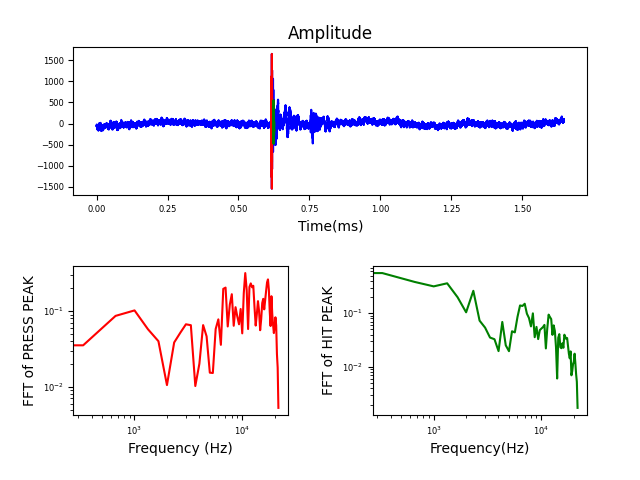 Amplitude
1500
1000
500
0
−500
−1000
−1500
0.00 0.25 0.50 0.75 1.00 1.25 1.50
Time(ms)
FFT of PRESS PEAK
10⁻¹
10⁻²
10³ 10⁴
Frequency (Hz)
FFT of HIT PEAK
10⁻¹
10⁻²
10³ 10⁴
Frequency(Hz)